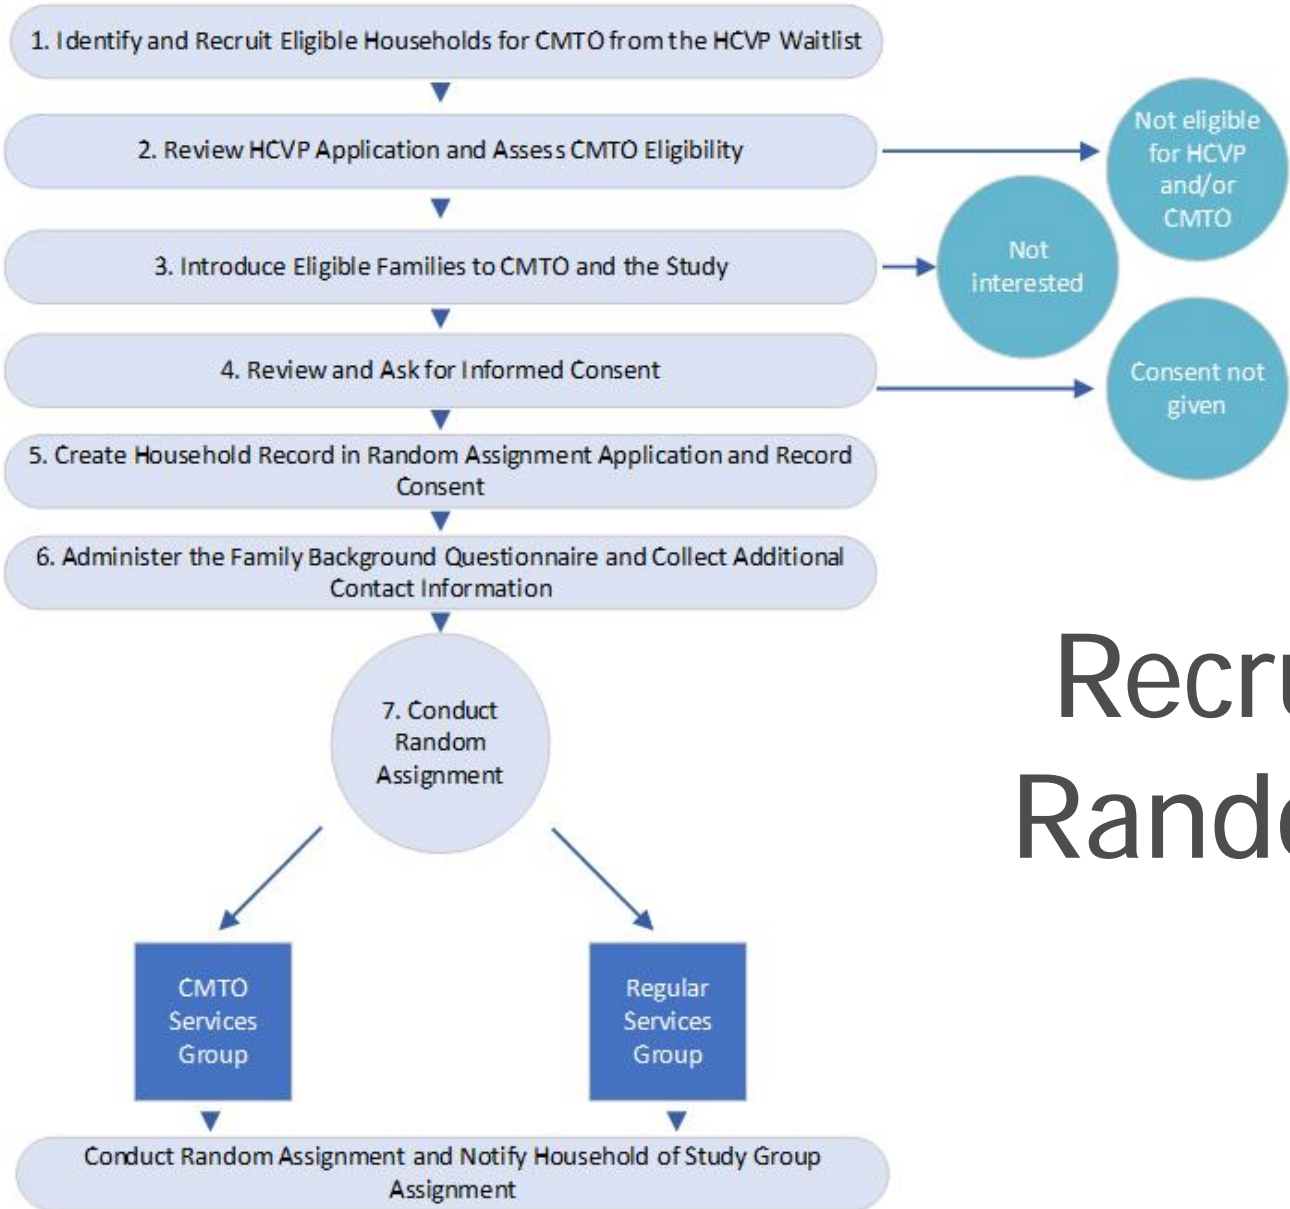 1. Identify and Recruit Eligible Households for CMTO from the HCVP Waitlist
2. Review HCVP Application and Assess CMTO Eligibility
Not eligible
for HCVP
and/or
CMTO
3. Introduce Eligible Families to CMTO and the Study
Not
interested
4. Review and Ask for Informed Consent
Consent not
given
5. Create Household Record in Random Assignment Application and Record
Consent
6. Administer the Family Background Questionnaire and Collect Additional
Contact Information
7. Conduct
Random
Assignment
CMTO
Services
Group
Regular
Services
Group
Conduct Random Assignment and Notify Household of Study Group
Assignment